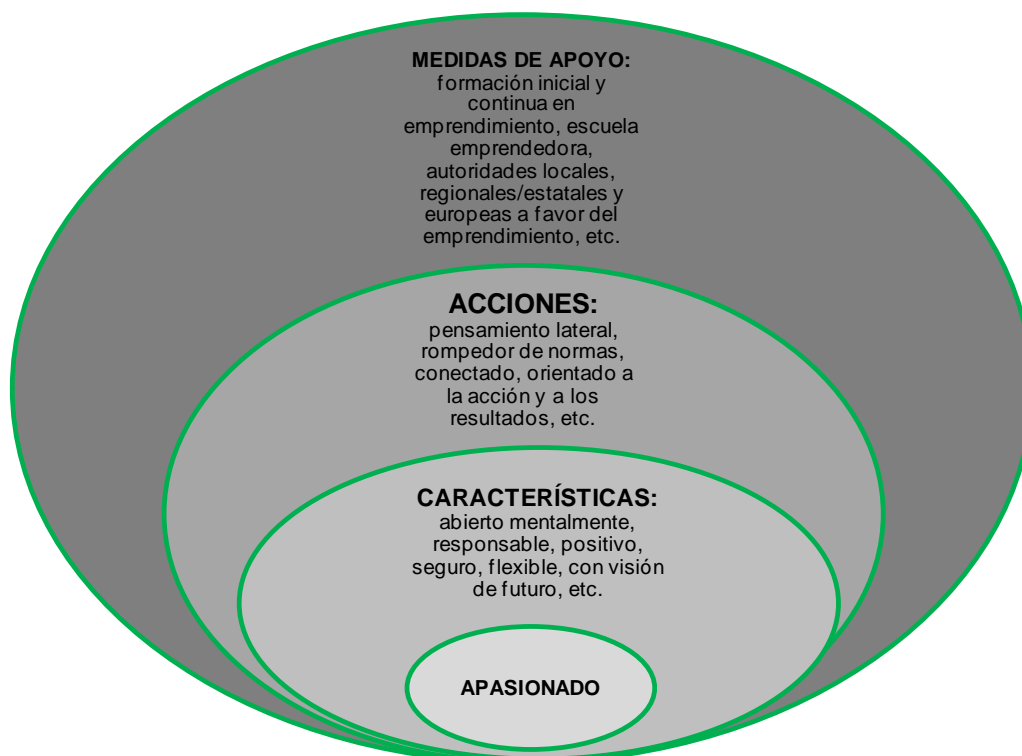 MEDIDAS DE APOYO:
formación inicial y
continua en
emprendimiento, escuela
emprendedora,
autoridades locales,
regionales/estatales y
europeas a favor del
emprendimiento, etc.
ACCIONES:
pensamiento lateral,
rompedor de normas,
conectado, orientado a
la acción y a los
resultados, etc.
CARACTERÍSTICAS:
abierto mentalmente,
responsable, positivo,
seguro, flexible, con visión
de futuro, etc.
APASIONADO